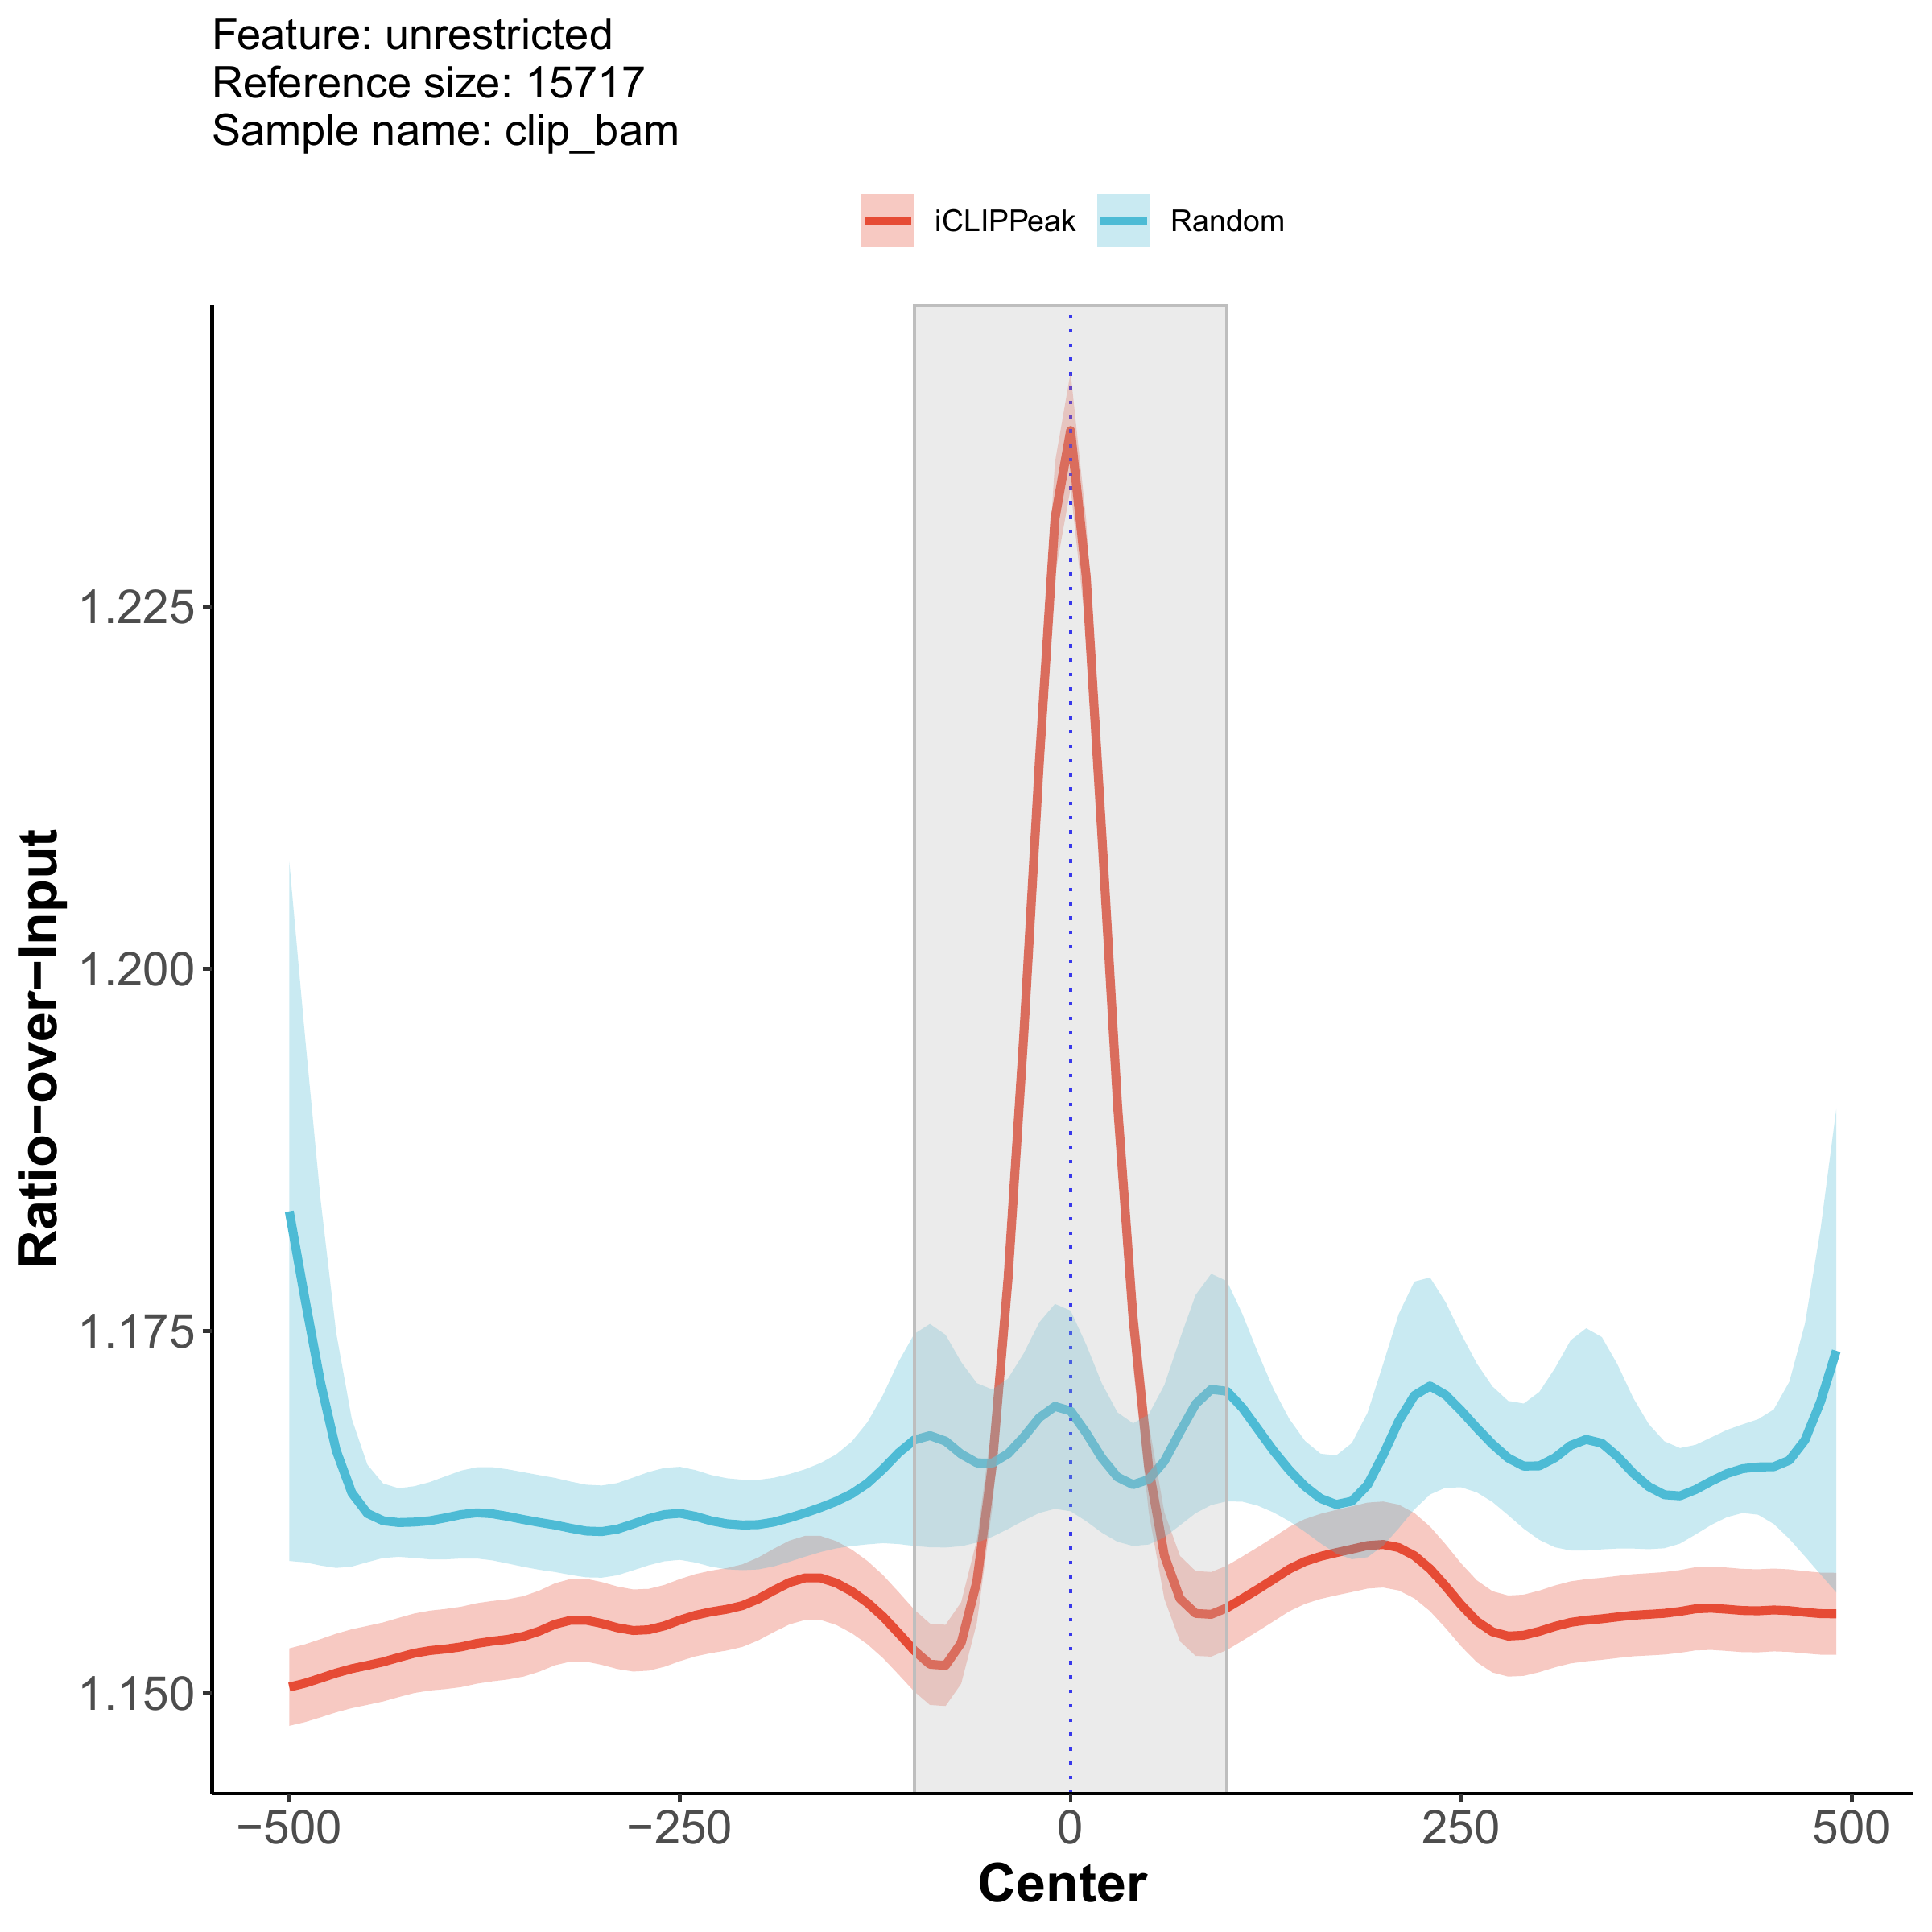 Feature: unrestricted
Reference size: 15717
Sample name: clip_bam
iCLIPPeak Random
Ratio−over−Input
1.225
1.200
1.175
1.150
−500 −250 0 250 500
Center